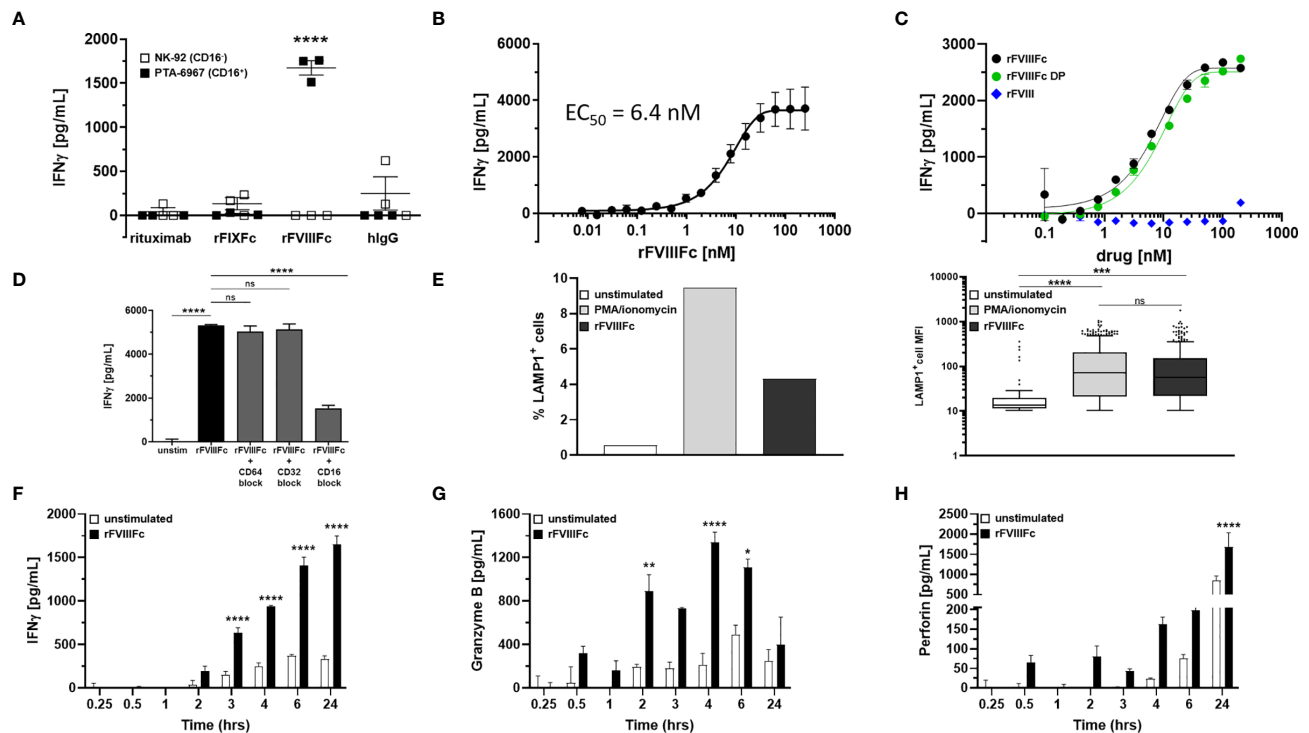 A
IFNγ [pg/mL]
2000
1500
1000
500
0
NK-92 (CD16-)
PTA-6967 (CD16+)
****
rituximab rFIXFc rFVIIIFc hIgG
B
IFNγ [pg/mL]
6000
4000
2000
0
EC50 = 6.4 nM
0.01 0.1 1 10 100 1000
rFVIIIFc [nM]
C
IFNγ [pg/mL]
3000
2000
1000
0
rFVIIIFc
rFVIIIFc DP
rFVIII
0.1 1 10 100 1000
drug [nM]
D
IFNγ [pg/mL]
6000
4000
2000
0
****
ns
ns
****
unstim rFVIIIFc rFVIIIFc rFVIIIFc rFVIIIFc
+ + +
CD64 CD32 CD16
block block block
E
% LAMP1+ cells
10
8
6
4
2
0
unstimulated
PMA/ionomycin
rFVIIIFc
LAMP1+cell MFI
10000
1000
100
10
1
unstimulated
PMA/ionomycin
rFVIIIFc
***
****
ns
F
IFNγ [pg/mL]
2000
1500
1000
500
0
unstimulated
rFVIIIFc
****
****
****
****
0.25 0.5 1 2 3 4 6 24
Time (hrs)
G
Granzyme B [pg/mL]
1600
1200
800
400
0
unstimulated
rFVIIIFc
**
****
*
0.25 0.5 1 2 3 4 6 24
Time (hrs)
H
Perforin [pg/mL]
2500
2000
1500
1000
500
200
150
100
50
0
unstimulated
rFVIIIFc
****
0.25 0.5 1 2 3 4 6 24
Time (hrs)